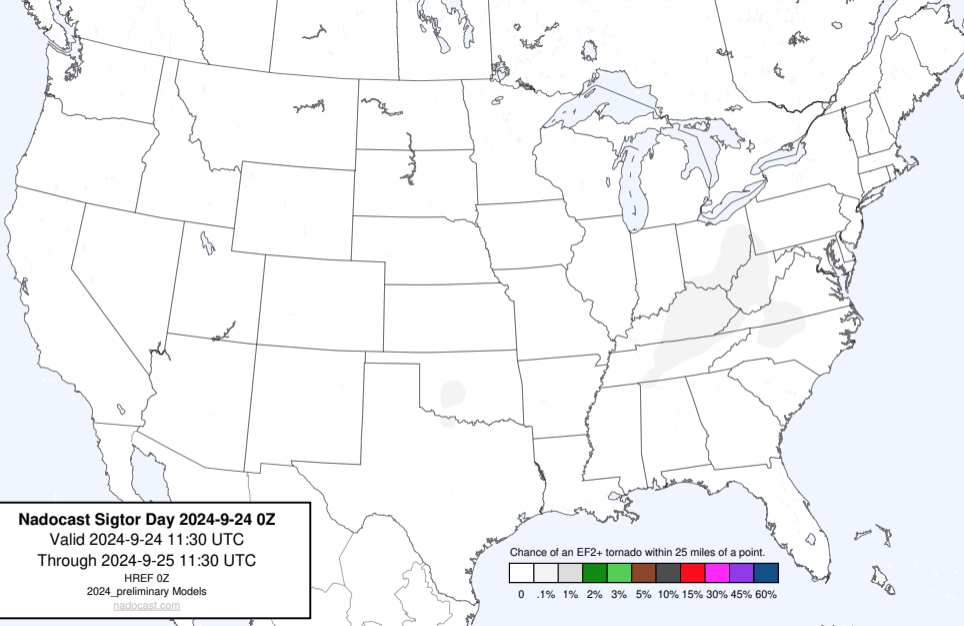 Nadocast Sigtor Day 2024-9-24 0Z
Valid 2024-9-24 11:30 UTC
Through 2024-9-25 11:30 UTC
HREF 0Z
2024_preliminary Models
nadocast.com
Chance of an EF2+ tornado within 25 miles of a point.
0 .1% 1% 2% 3% 5% 10% 15% 30% 45% 60%